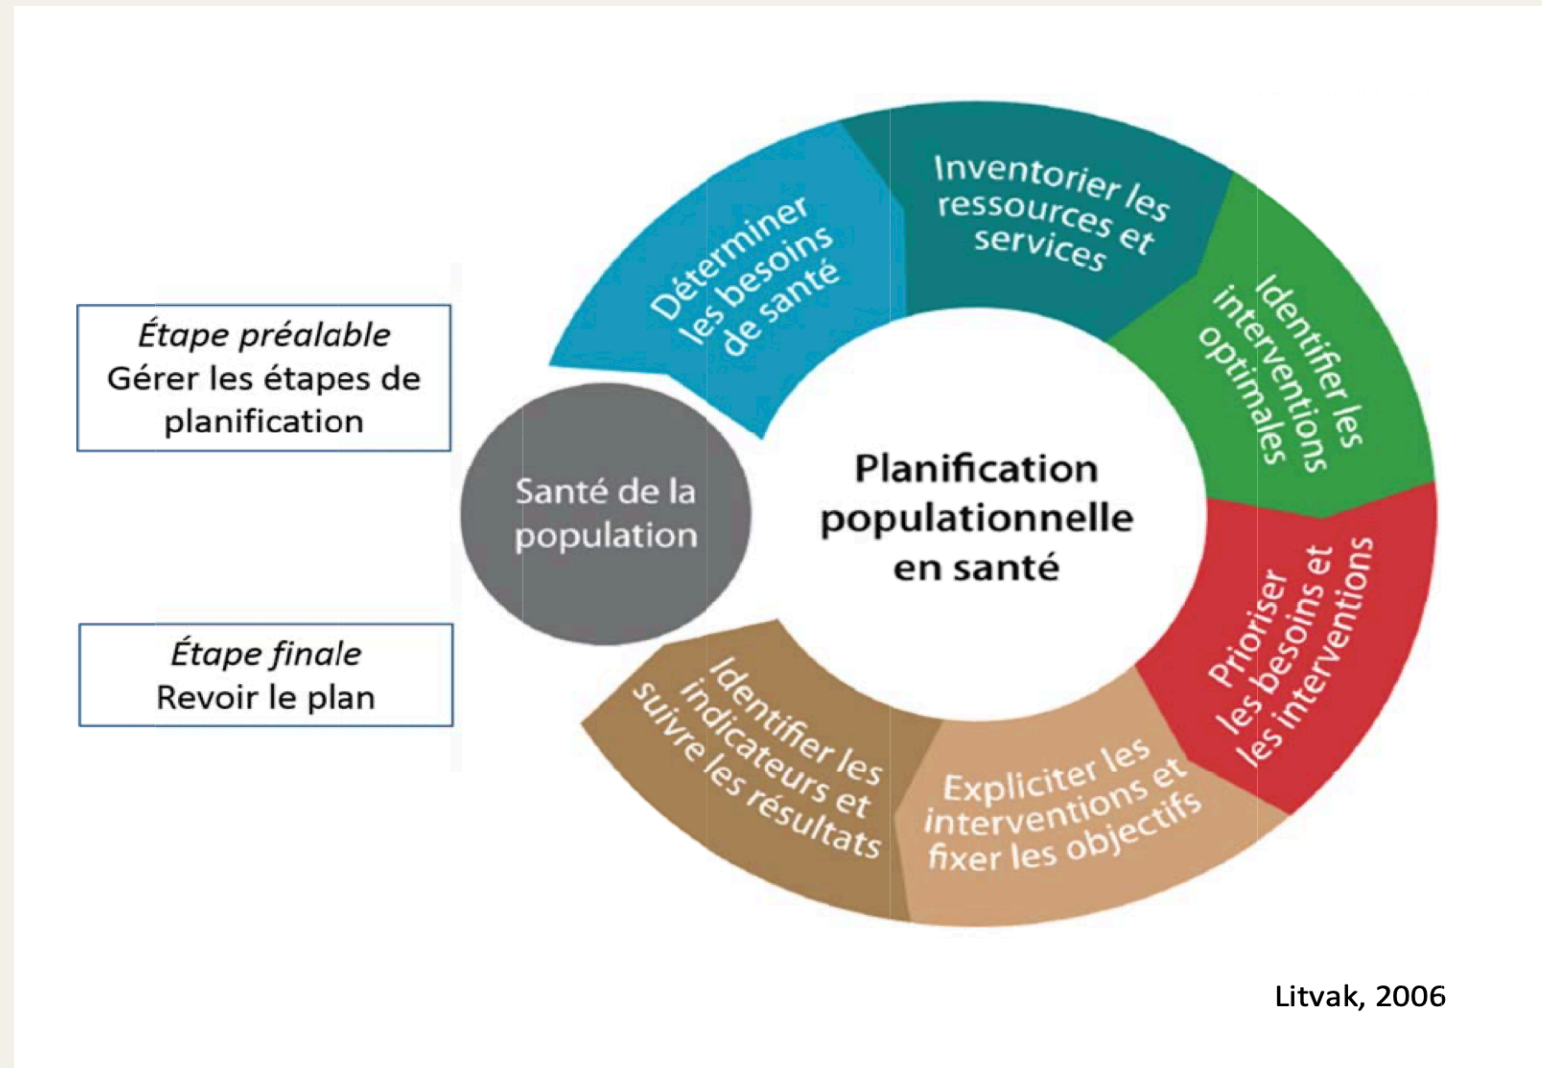 Étape préalable
Gérer les étapes de
planification
Étape finale
Revoir le plan
Santé de la
population
Planification
populationnelle
en santé
Déterminer
les besoins
de santé
Inventorier les
ressources et
services
Identifier les
interventions
optimales
Prioriser
les besoins et
les interventions
Expliciter les
interventions et
fixer les objectifs
Identifier les
indicateurs et
suivre les résultats
Litvak, 2006